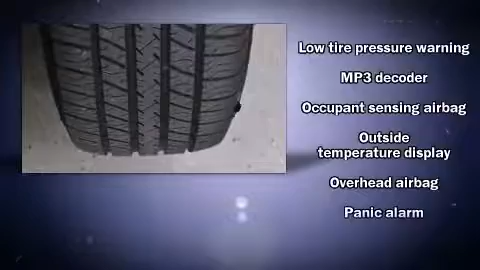 Low tire pressure warning
MP3 decoder
Occupant sensing airbag
Outside
temperature display
Overhead airbag
Panic alarm